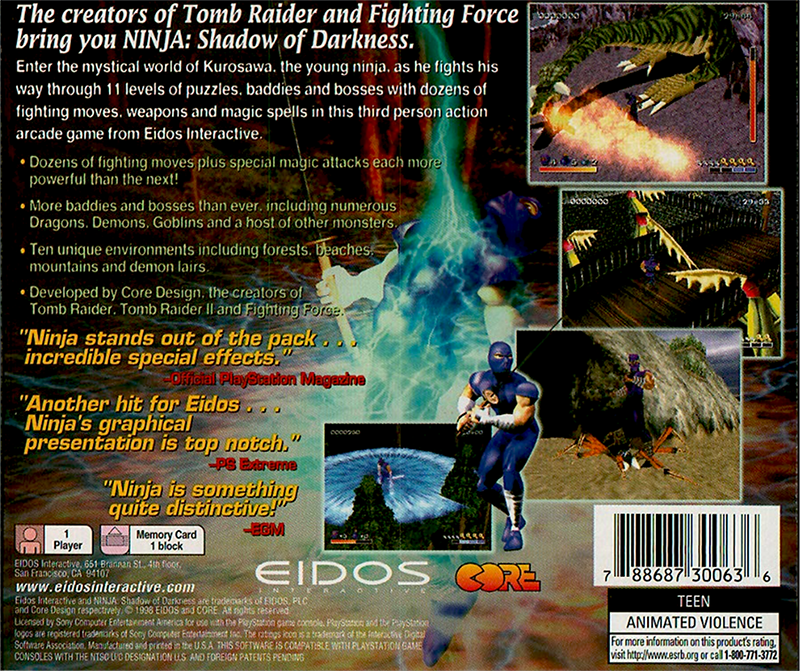 The creators of Tomb Raider and Fighting Force
bring you NINJA: Shadow of Darkness.
Enter the mystical world of Kurosawa, the young ninja, as he fights his
way through 11 levels of puzzles, baddies and bosses with dozens of
fighting moves, weapons and magic spells in this third person action
arcade game from Eidos Interactive.
• Dozens of fighting moves plus special magic attacks each more
powerful than the next!
• More baddies and bosses than ever, including numerous
Dragons, Demons, Goblins and a host of other monsters.
• Ten unique environments including forests, beaches,
mountains and demon lairs
• Developed by Core Design, the creators of
Tomb Raider, Tomb Raider II and Fighting Force.
"Ninja stands out of the pack . . .
incredible special effects."
-Official PlayStation Magazine
"Another hit for Eidos . . .
Ninja's graphical
presentation is top notch."
-PS Extreme
"Ninja is something
quite distinctive!"
-EGM
1
Player
Memory Card
1 block
EIDOS Interactive, 651 Brannan St., 4th floor,
San Francisco, CA 94107
www.eidosinteractive.com
Eidos Interactive and NINJA: Shadow of Darkness are trademarks of EIDOS, PLC
and Core Design respectively. © 1998 EIDOS and CORE. All rights reserved.
Licensed by Sony Computer Entertainment America for use with the PlayStation game console. PlayStation and the PlayStation
logos are registered trademarks of Sony Computer Entertainment Inc. The ratings icon is a trademark of the Interactive Digital
Software Association. Manufactured and printed in the U.S.A. THIS SOFTWARE IS COMPATIBLE WITH PLAYSTATION GAME
CONSOLES WITH THE NTSC U/C DESIGNATION. U.S. AND FOREIGN PATENTS PENDING
EIDOS
INTERACTIVE
CORE
7 88687 30063 6
TEEN
ANIMATED VIOLENCE
For more information on this product's rating,
visit http://www.esrb.org or call 1-800-771-3772